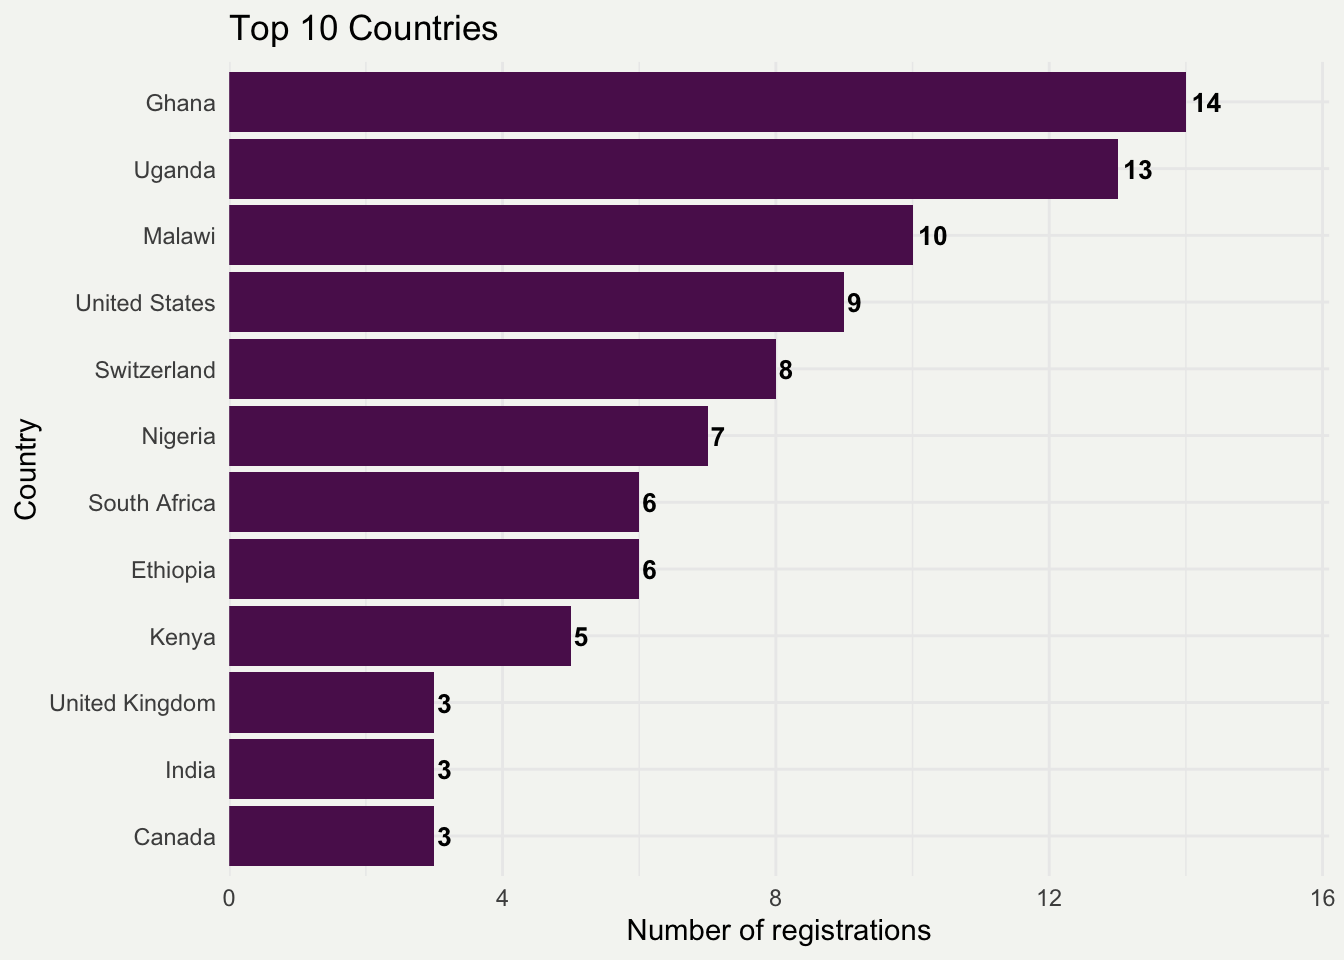 Top 10 Countries
Country
Ghana 14
Uganda 13
Malawi 10
United States 9
Switzerland 8
Nigeria 7
South Africa 6
Ethiopia 6
Kenya 5
United Kingdom 3
India 3
Canada 3
0 4 8 12 16
Number of registrations